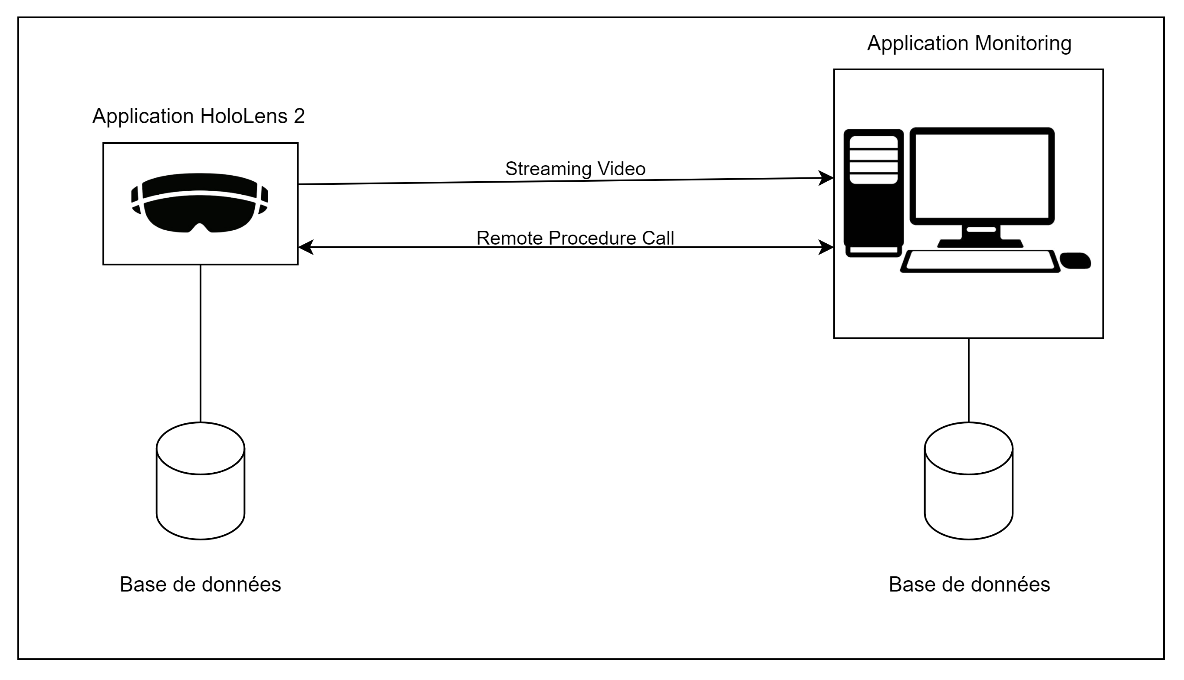 Application Monitoring
Application HoloLens 2
Streaming Video
Remote Procedure Call
Base de données
Base de données